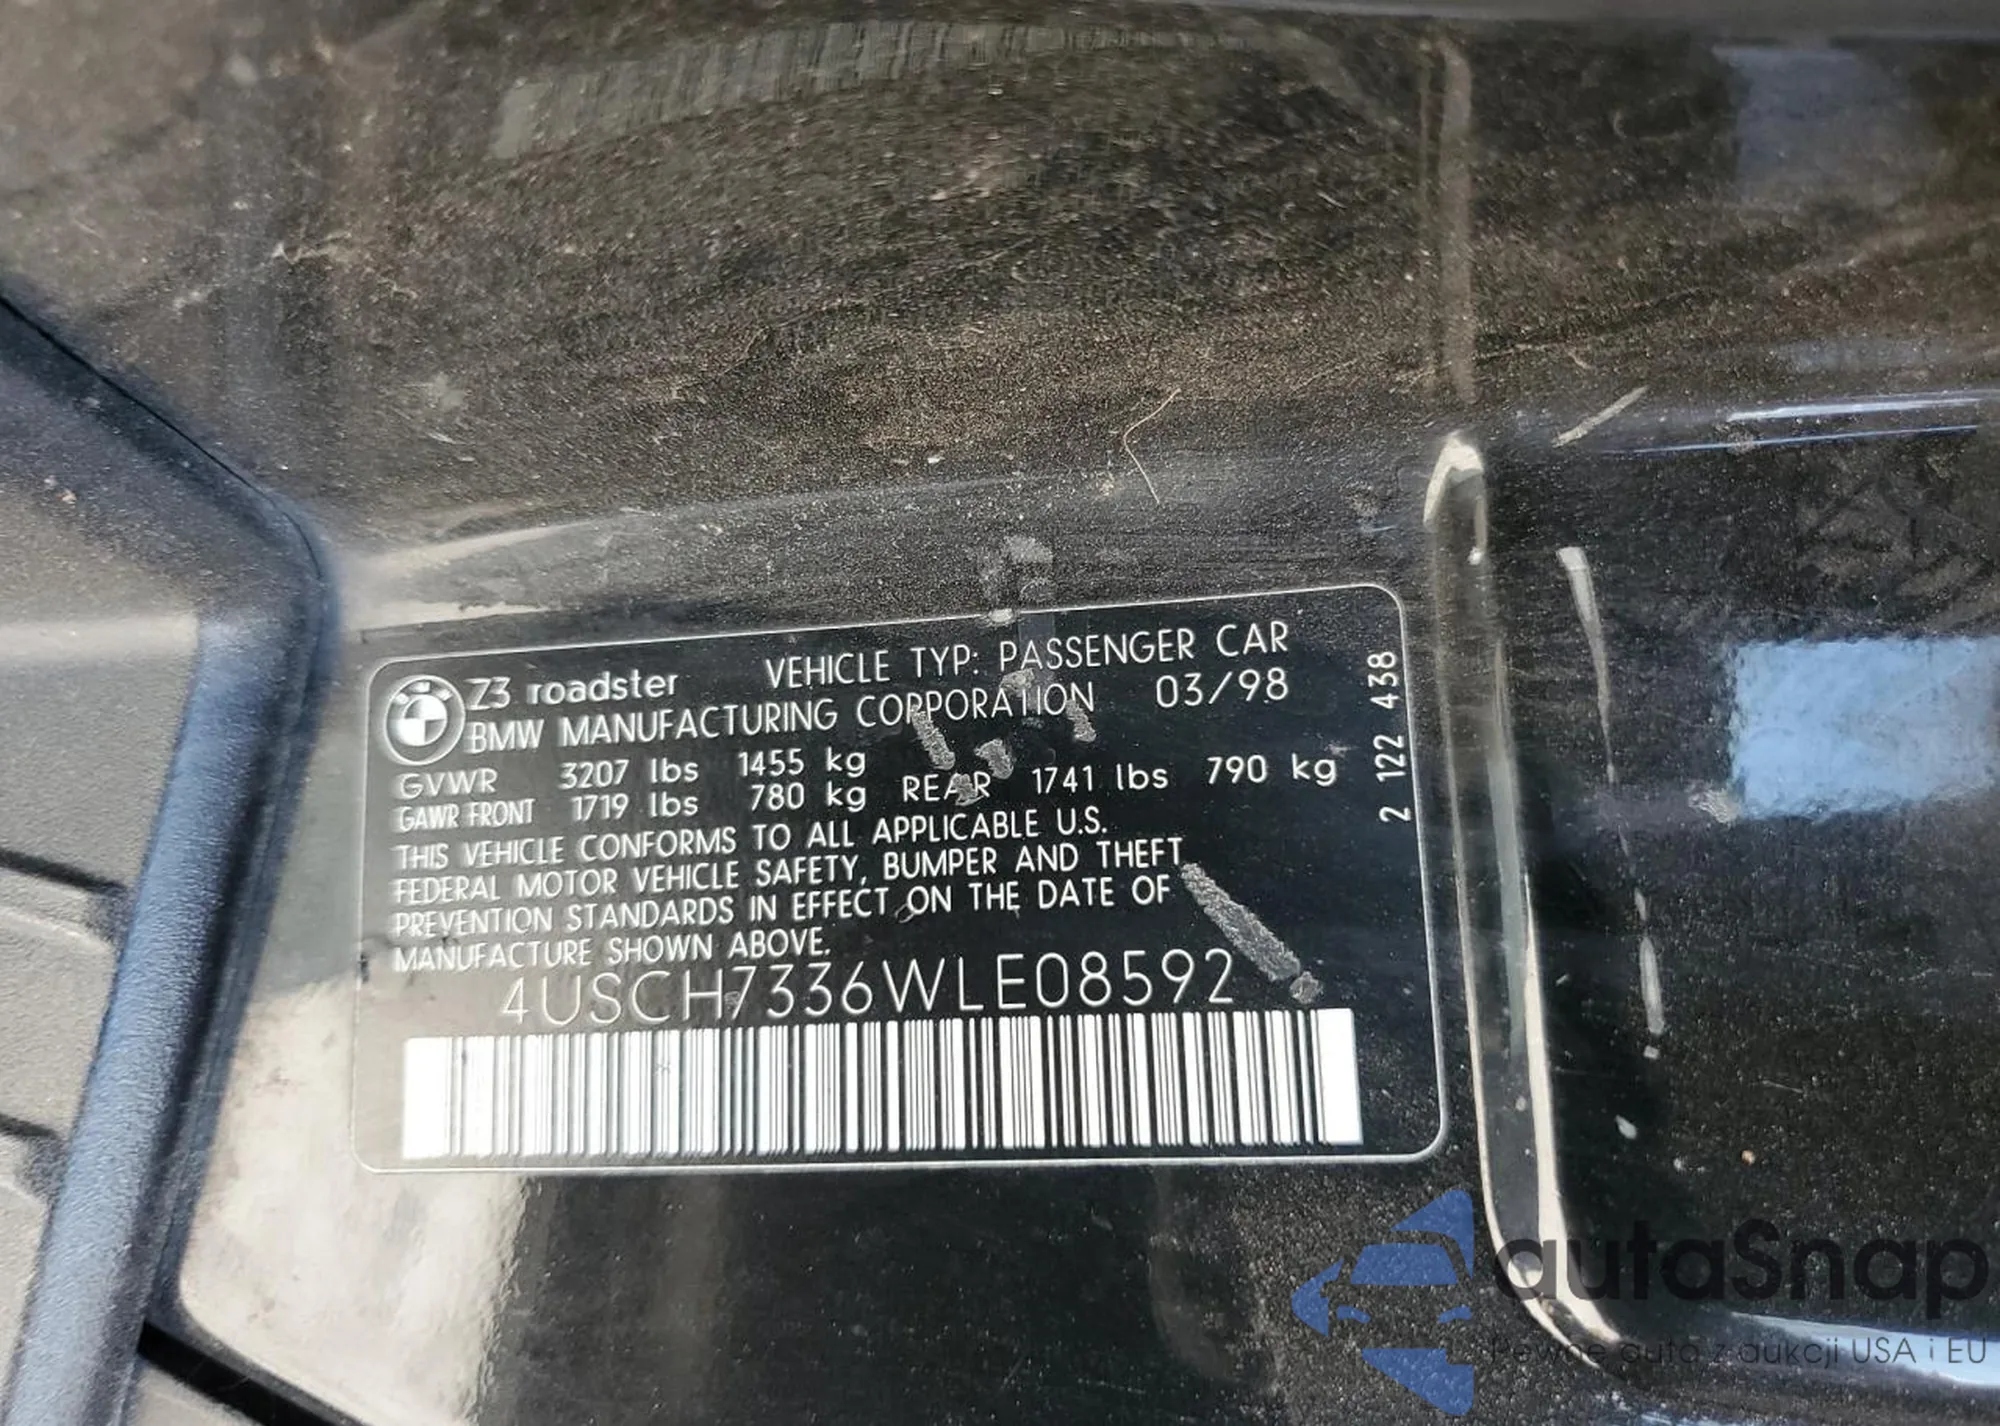 Z3 roadster VEHICLE TYP: PASSENGER CAR
BMW MANUFACTURING CORPORATION 03/98
GVWR 3207 lbs 1455 kg
GAWR FRONT 1719 lbs 780 kg REAR 1741 lbs 790 kg
THIS VEHICLE CONFORMS TO ALL APPLICABLE U.S.
FEDERAL MOTOR VEHICLE SAFETY, BUMPER AND THEFT
PREVENTION STANDARDS IN EFFECT ON THE DATE OF
MANUFACTURE SHOWN ABOVE.
4USCH7336WLE08592
2 122 438
autaSnap
Pewne auta z aukcji USA i EU